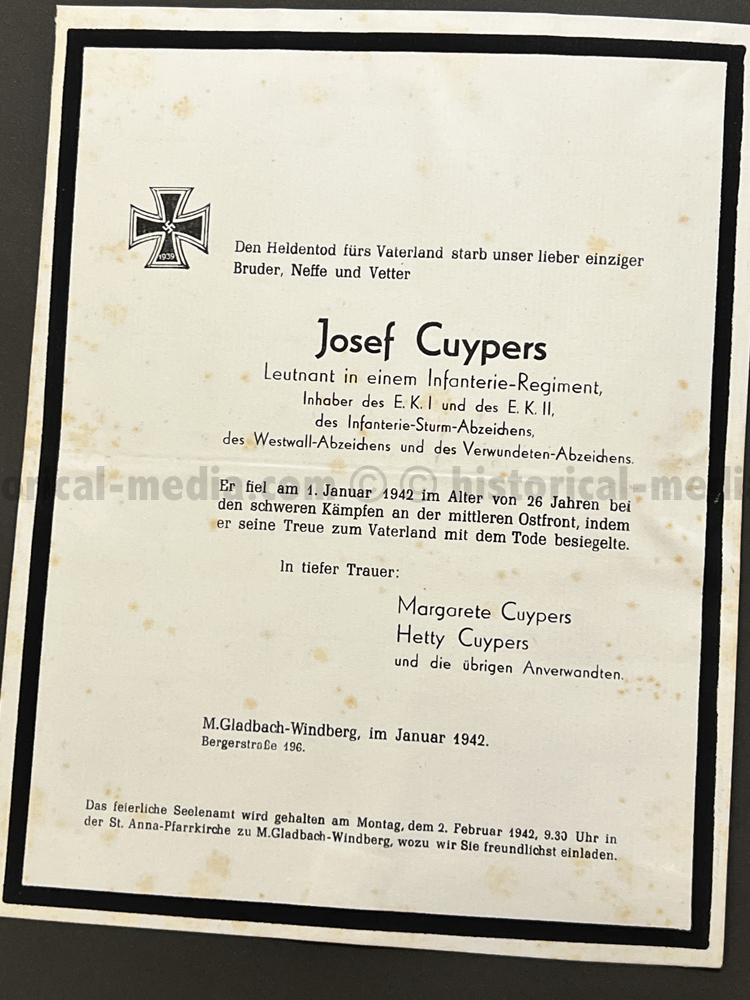 1939
Den Heldentod fürs Vaterland starb unser lieber einziger
Bruder, Neffe und Vetter
Josef Cuypers
Leutnant in einem Infanterie-Regiment,
Inhaber des E. K. I und des E. K. II,
des Infanterie-Sturm-Abzeichens,
des Westwall-Abzeichens und des Verwundeten-Abzeichens.
orical-media.com © © historical-medi
Er fiel am 1. Januar 1942 im Alter von 26 Jahren bei
den schweren Kämpfen an der mittleren Ostfront, indem
er seine Treue zum Vaterland mit dem Tode besiegelte.
In tiefer Trauer:
Margarete Cuypers
Hetty Cuypers
und die übrigen Anverwandten.
M.Gladbach-Windberg, im Januar 1942.
Bergerstraße 196.
Das feierliche Seelenamt wird gehalten am Montag, dem 2. Februar 1942, 9.30 Uhr in
der St. Anna-Pfarrkirche zu M.Gladbach-Windberg, wozu wir Sie freundlichst einladen.